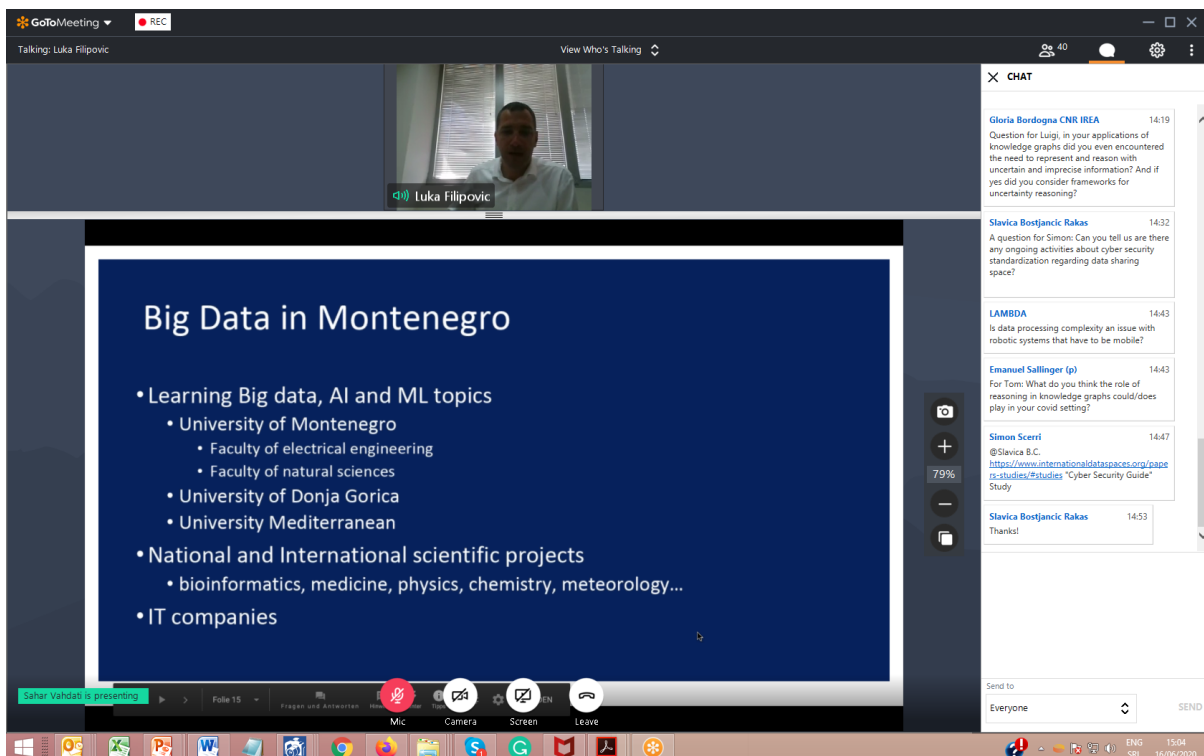 GoToMeeting
REC
Talking: Luka Filipovic
View Who's Talking
40
Luka Filipovic
Big Data in Montenegro
• Learning Big data, AI and ML topics
• University of Montenegro
• Faculty of electrical engineering
• Faculty of natural sciences
• University of Donja Gorica
• University Mediterranean
• National and International scientific projects
• bioinformatics, medicine, physics, chemistry, meteorology...
• IT companies
79%
Sahar Vahdati is presenting
Folie 15
Fragen und Antworten
Mic
Camera
Screen
Leave
CHAT
Gloria Bordogna CNR IREA 14:19
Question for Luigi, in your applications of
knowledge graphs did you even encountered
the need to represent and reason with
uncertain and imprecise information? And if
yes did you consider frameworks for
uncertainty reasoning?
Slavica Bostjancic Rakas 14:32
A question for Simon: Can you tell us are there
any ongoing activities about cyber security
standardization regarding data sharing
space?
LAMBDA 14:43
Is data processing complexity an issue with
robotic systems that have to be mobile?
Emanuel Sallinger (p) 14:43
For Tom: What do you think the role of
reasoning in knowledge graphs could/does
play in your covid setting?
Simon Scerri 14:47
@Slavica B.C.
https://www.internationaldataspaces.org/pape
rs-studies/#studies "Cyber Security Guide"
Study
Slavica Bostjancic Rakas 14:53
Thanks!
Send to
Everyone
SEND
ENG 15:04
SRL 16/06/2020